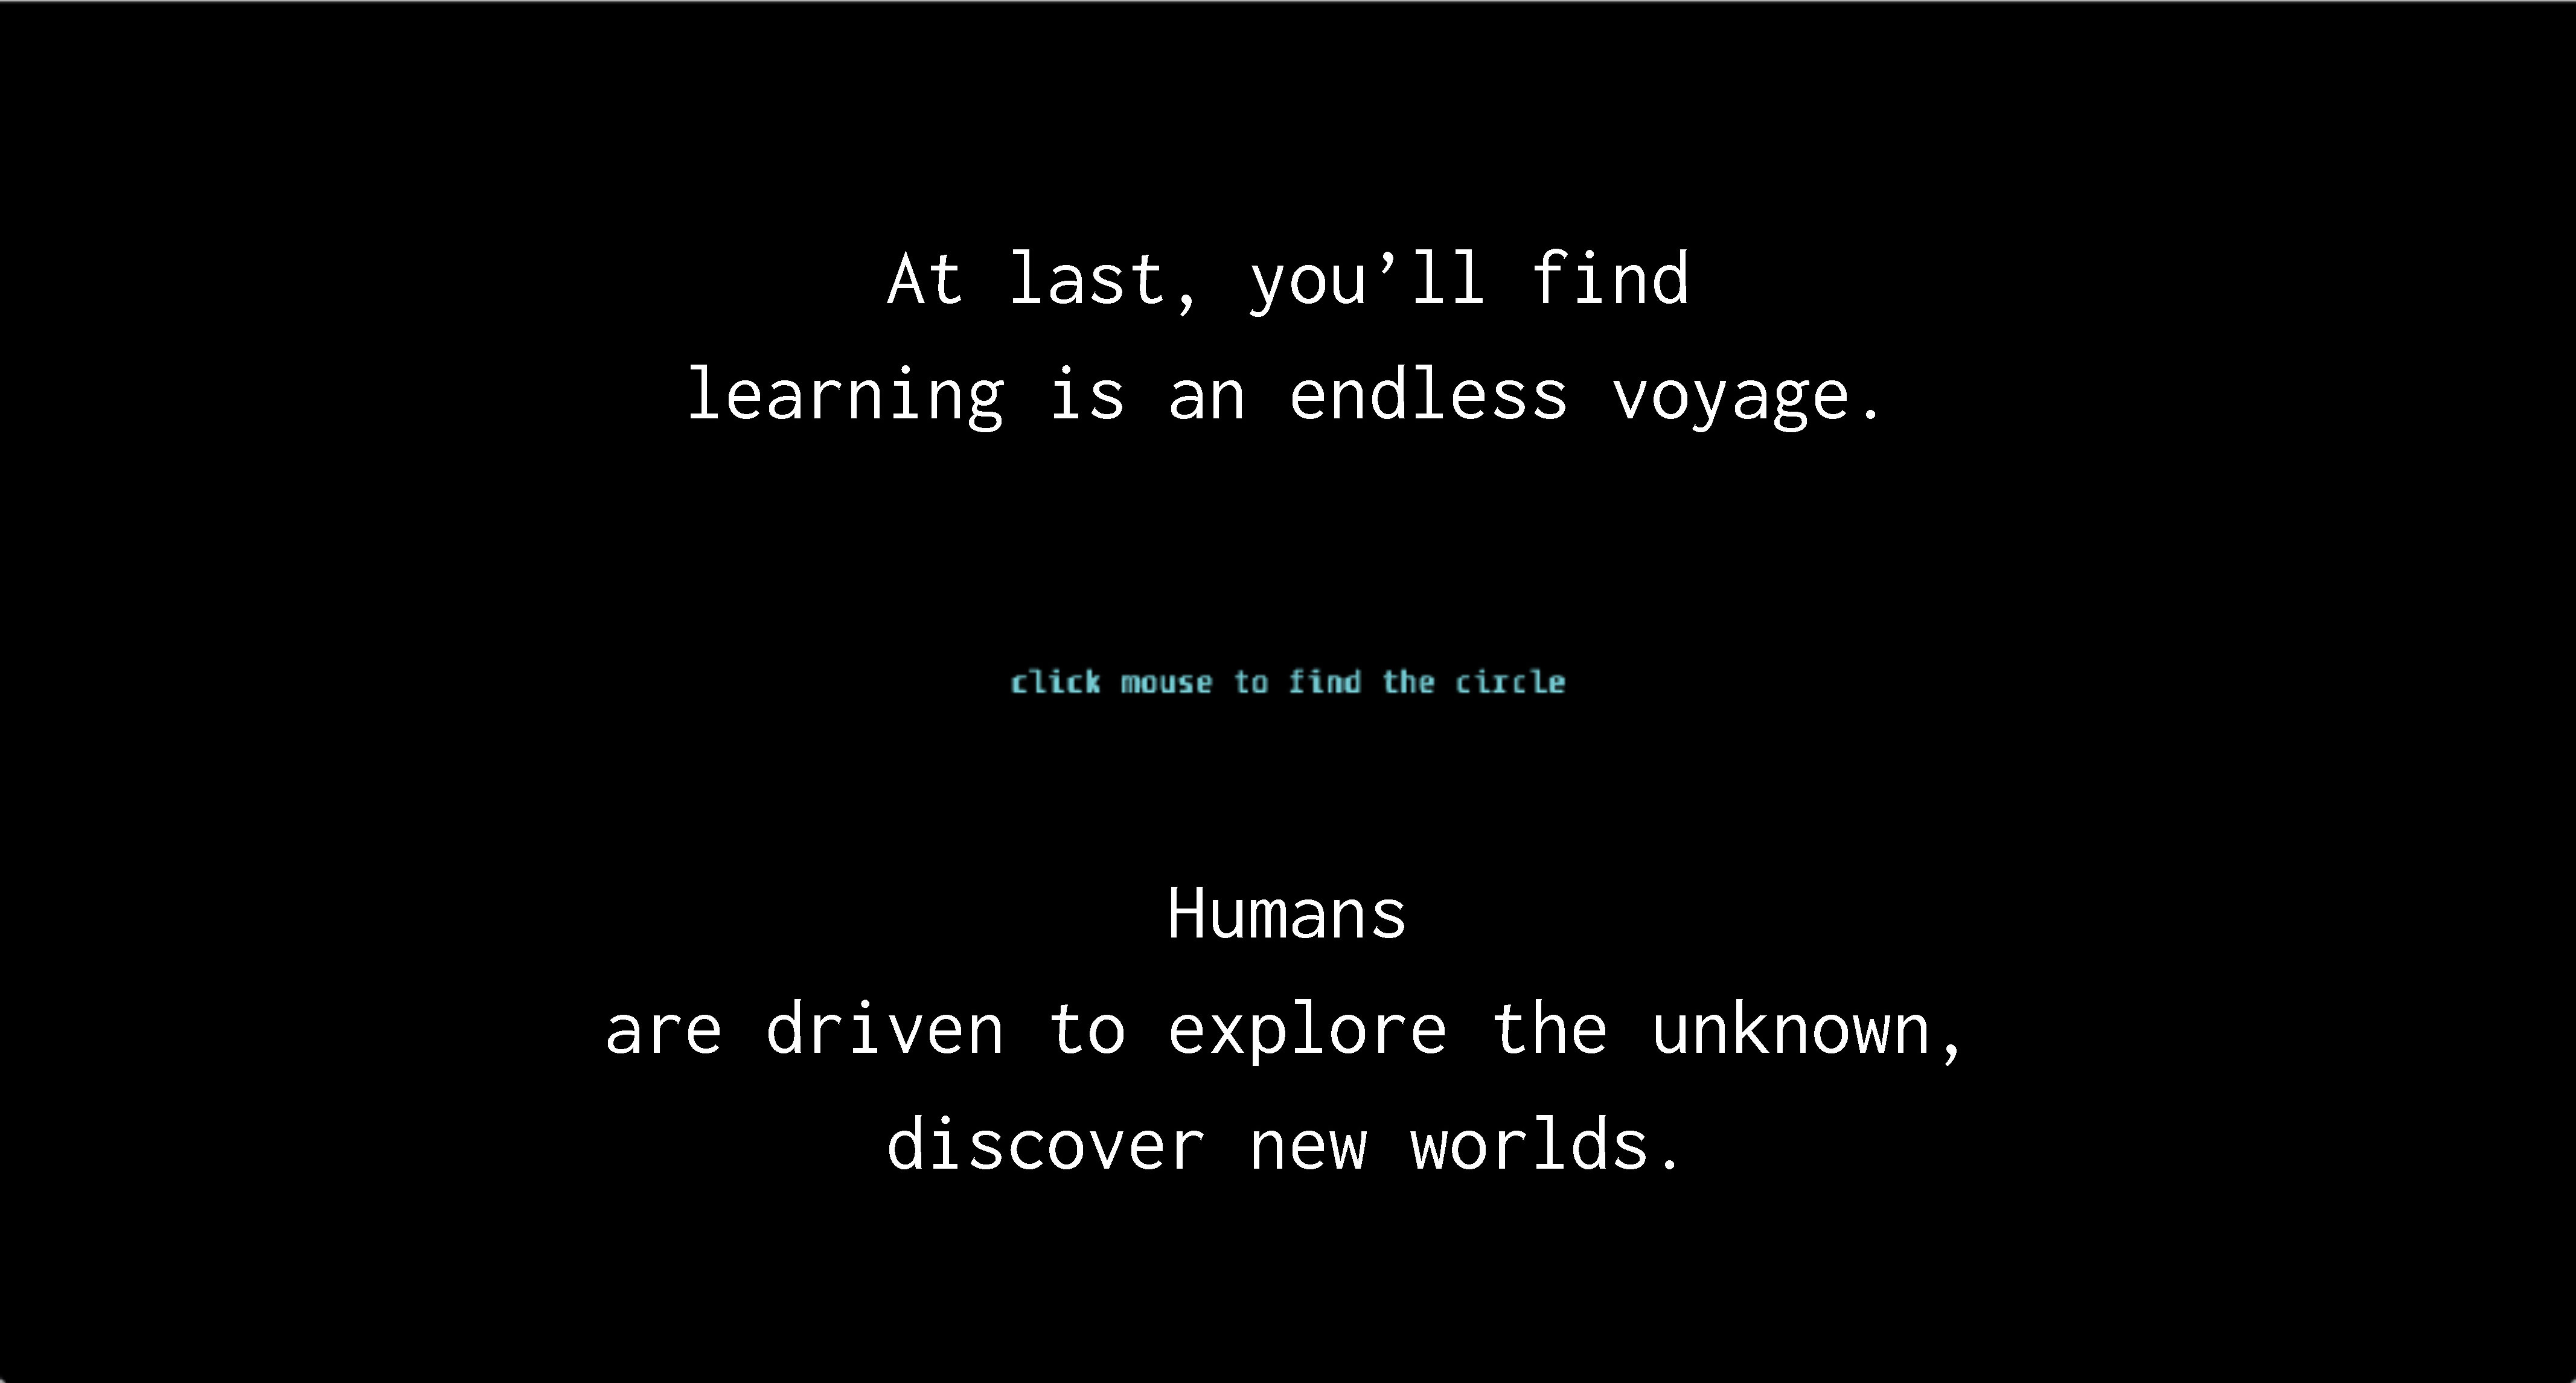 At last, you’ll find
learning is an endless voyage.
click mouse to find the circle
Humans
are driven to explore the unknown,
discover new worlds.